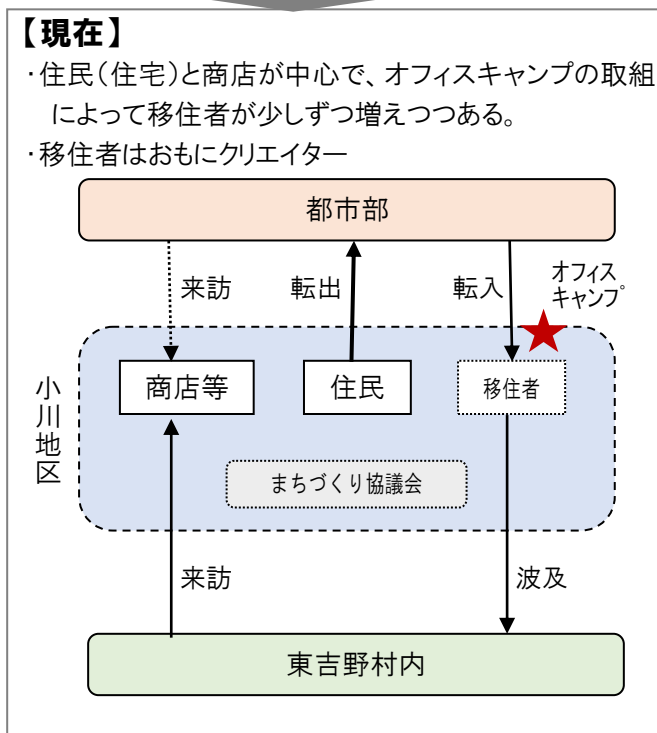 【現在】
・住民(住宅)と商店が中心で、オフィスキャンプの取組
によって移住者が少しずつ増えつつある。
・移住者はおもにクリエイター
都市部
来訪
転出
転入
オフィス
キャンプ
小川地区
商店等
住民
移住者
まちづくり協議会
来訪
波及
東吉野村内